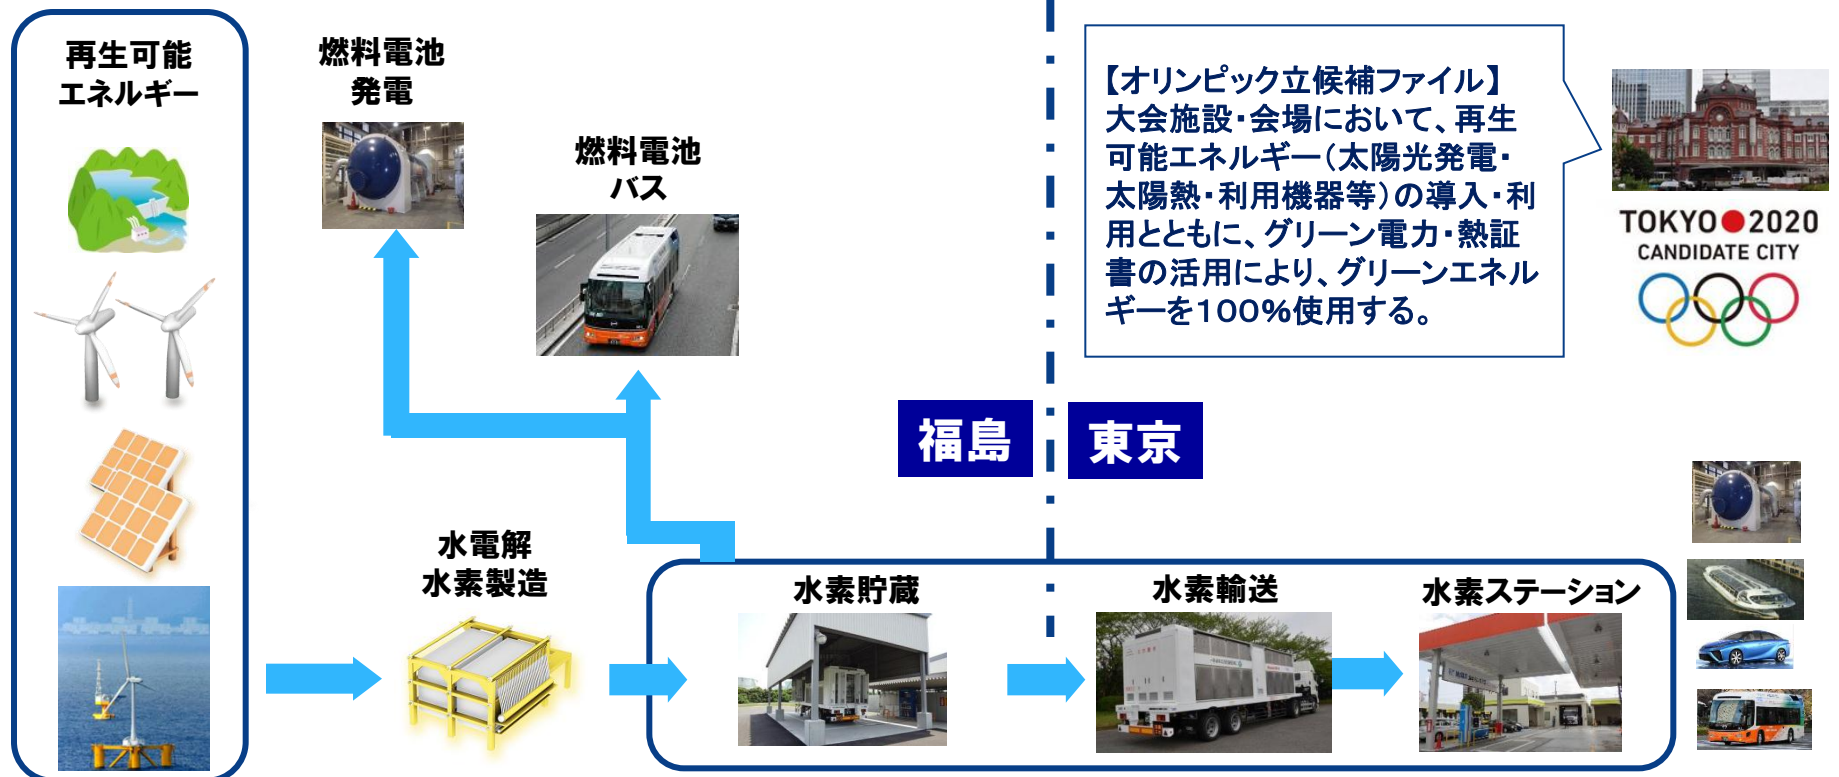 再生可能
エネルギー
燃料電池
発電
燃料電池
バス
【オリンピック立候補ファイル】
大会施設・会場において、再生
可能エネルギー（太陽光発電・
太陽熱・利用機器等）の導入・利
用とともに、グリーン電力・熱証
書の活用により、グリーンエネル
ギーを100％使用する。
TOKYO 2020
CANDIDATE CITY
福島
東京
水電解
水素製造
水素貯蔵
水素輸送
水素ステーション